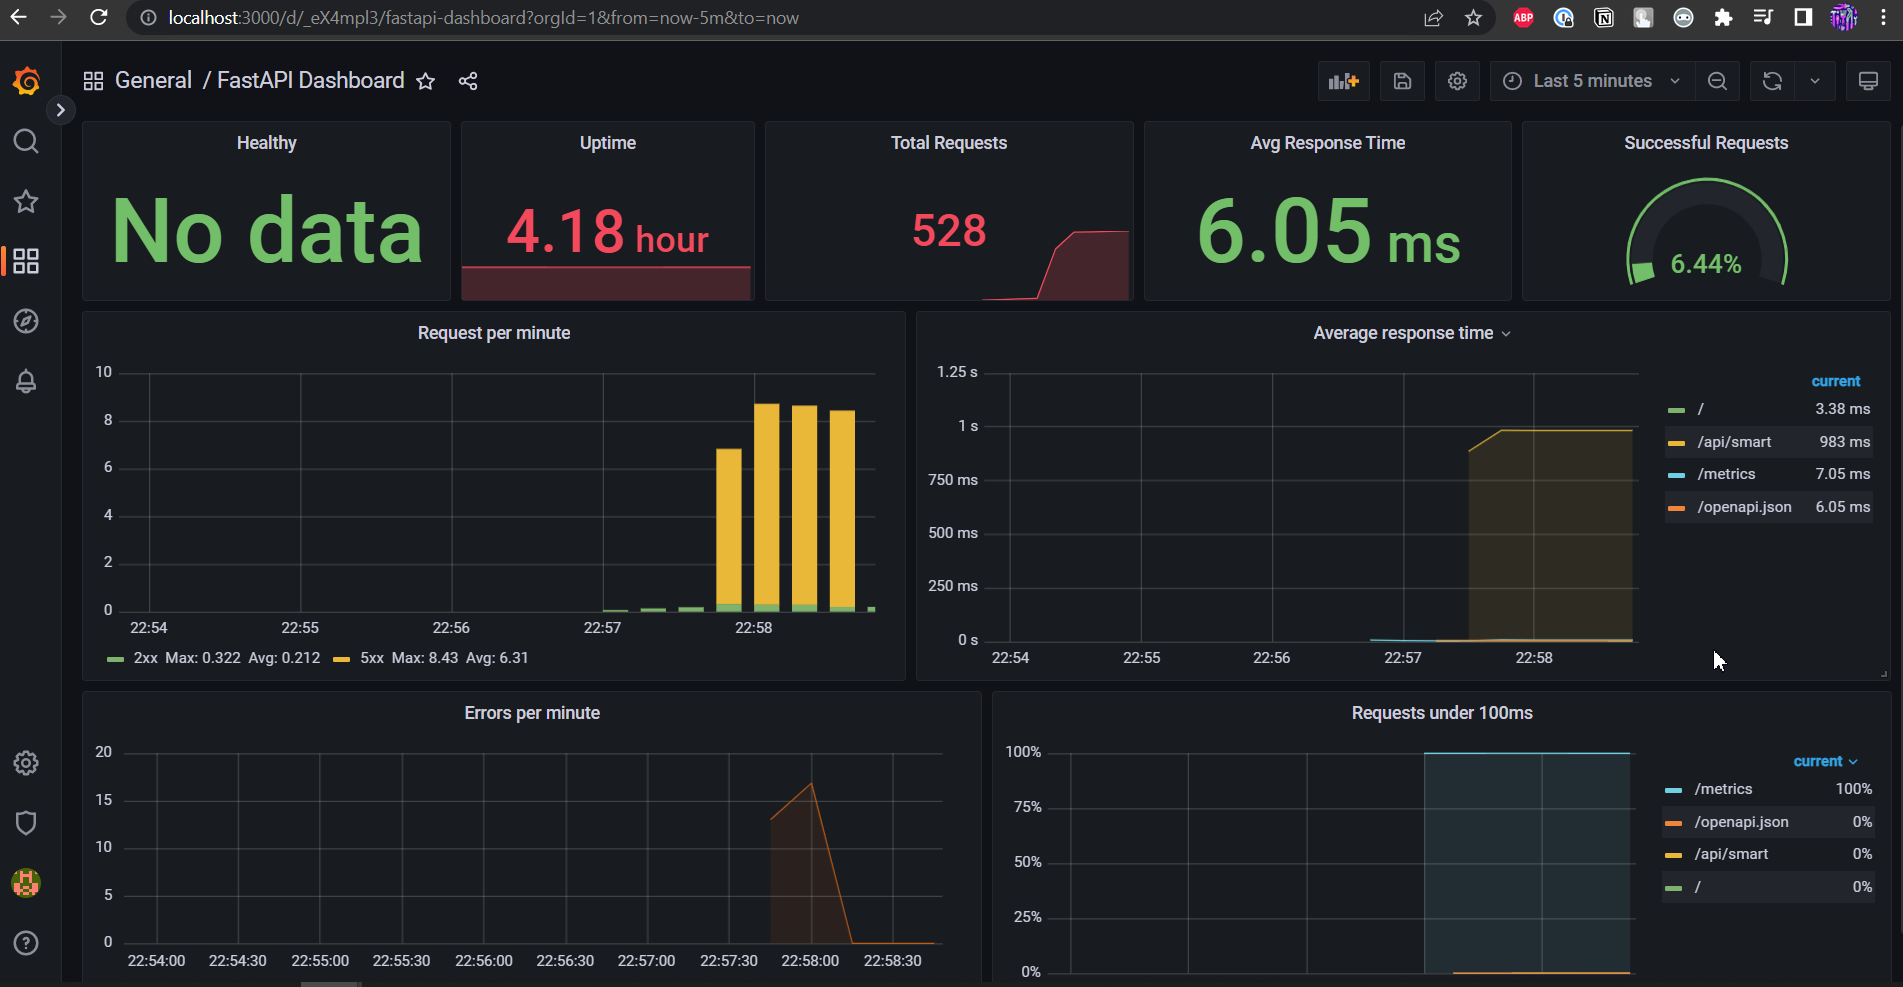 localhost:3000/d/_eX4mpl3/fastapi-dashboard?orgId=1&from=now-5m&to=now
ABP
General / FastAPI Dashboard
Last 5 minutes
Healthy
No data
Uptime
4.18 hour
Total Requests
528
Avg Response Time
6.05 ms
Successful Requests
6.44%
Request per minute
10
8
6
4
2
0
22:54 22:55 22:56 22:57 22:58
2xx Max: 0.322 Avg: 0.212 5xx Max: 8.43 Avg: 6.31
Average response time
1.25 s
1 s
750 ms
500 ms
250 ms
0 s
22:54 22:55 22:56 22:57 22:58
current
/ 3.38 ms
/api/smart 983 ms
/metrics 7.05 ms
/openapi.json 6.05 ms
Errors per minute
20
15
10
5
0
22:54:00 22:54:30 22:55:00 22:55:30 22:56:00 22:56:30 22:57:00 22:57:30 22:58:00 22:58:30
Requests under 100ms
100%
75%
50%
25%
0%
current
/metrics 100%
/openapi.json 0%
/api/smart 0%
/ 0%